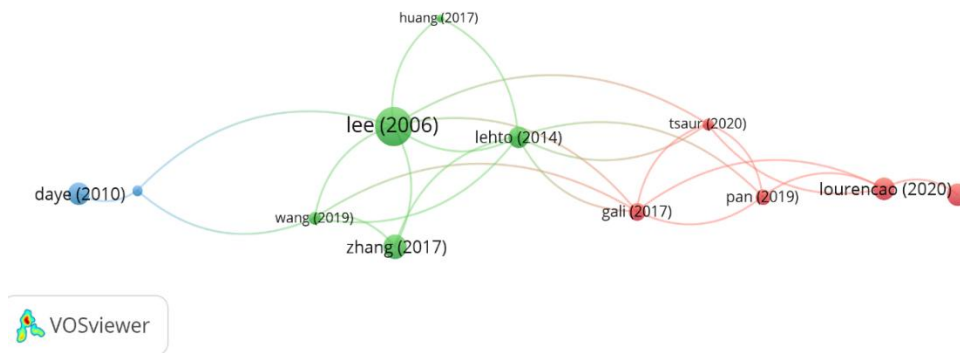 huang (2017)
lee (2006)
tsaur (2020)
lehto (2014)
daye (2010)
lourencao (2020)
pan (2019)
gali (2017)
wang (2019)
zhang (2017)
VOSviewer